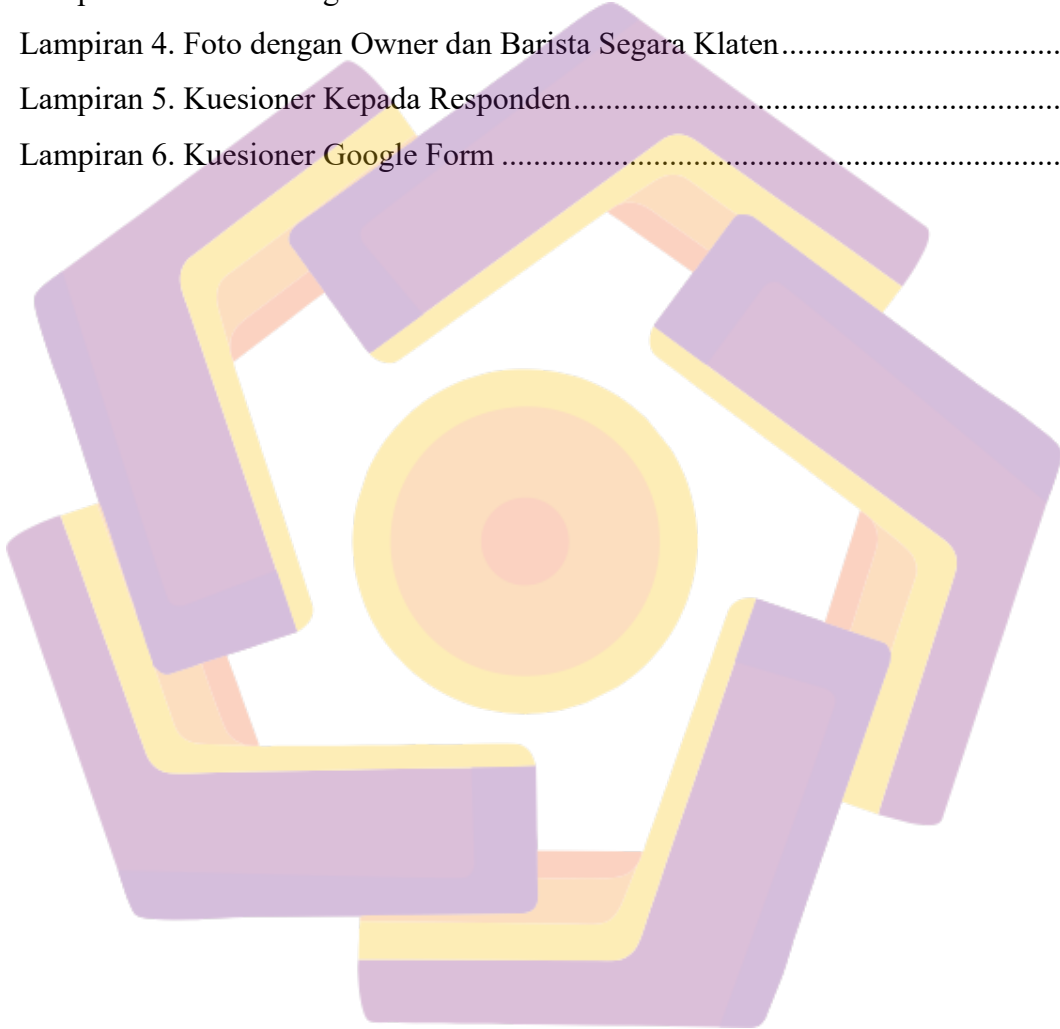 Lampiran 4. Foto dengan Owner dan Barista Segara Klaten...................................
Lampiran 5. Kuesioner Kepada Responden.............................................................
Lampiran 6. Kuesioner Google Form ......................................................................